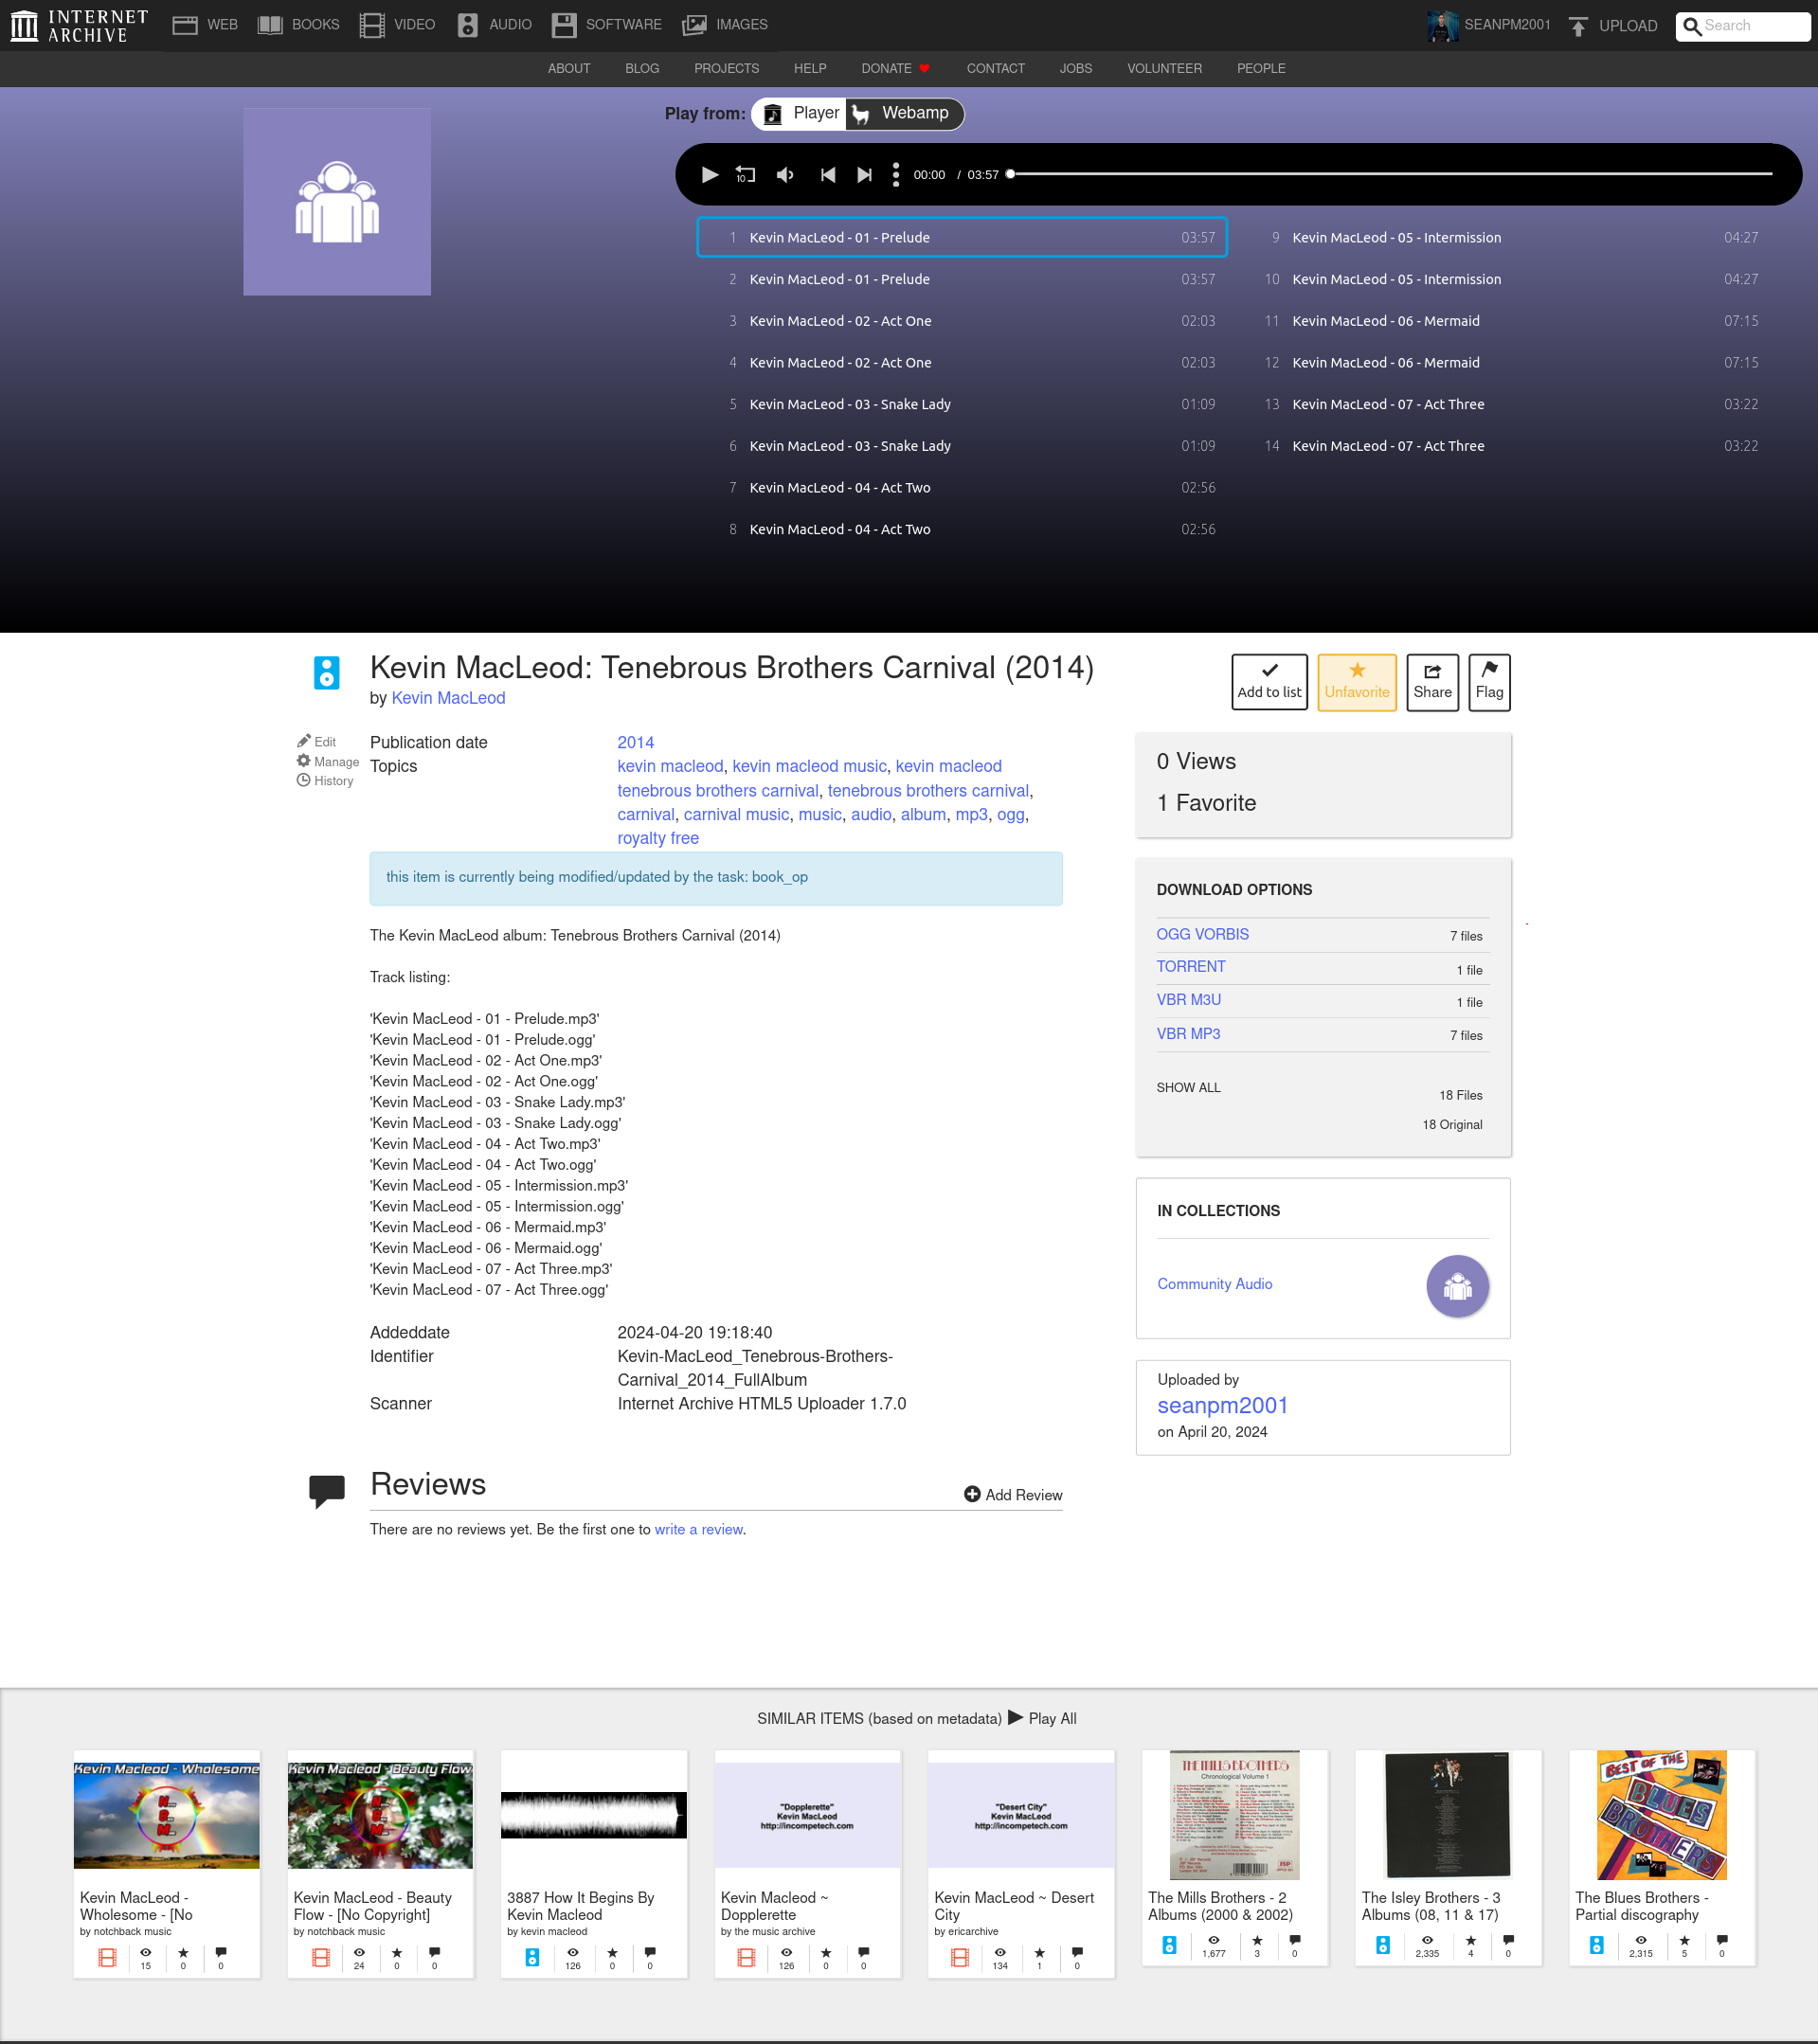 INTERNET ARCHIVE
WEB BOOKS VIDEO AUDIO SOFTWARE IMAGES SEANPM2001 UPLOAD Search
ABOUT BLOG PROJECTS HELP DONATE CONTACT JOBS VOLUNTEER PEOPLE
Play from: Player Webamp
10 00:00 / 03:57
1 Kevin MacLeod - 01 - Prelude 03:57
2 Kevin MacLeod - 01 - Prelude 03:57
3 Kevin MacLeod - 02 - Act One 02:03
4 Kevin MacLeod - 02 - Act One 02:03
5 Kevin MacLeod - 03 - Snake Lady 01:09
6 Kevin MacLeod - 03 - Snake Lady 01:09
7 Kevin MacLeod - 04 - Act Two 02:56
8 Kevin MacLeod - 04 - Act Two 02:56
9 Kevin MacLeod - 05 - Intermission 04:27
10 Kevin MacLeod - 05 - Intermission 04:27
11 Kevin MacLeod - 06 - Mermaid 07:15
12 Kevin MacLeod - 06 - Mermaid 07:15
13 Kevin MacLeod - 07 - Act Three 03:22
14 Kevin MacLeod - 07 - Act Three 03:22
Kevin MacLeod: Tenebrous Brothers Carnival (2014)
by Kevin MacLeod
Add to list Unfavorite Share Flag
Edit
Manage
History
Publication date 2014
Topics kevin macleod, kevin macleod music, kevin macleod
tenebrous brothers carnival, tenebrous brothers carnival,
carnival, carnival music, music, audio, album, mp3, ogg,
royalty free
this item is currently being modified/updated by the task: book_op
The Kevin MacLeod album: Tenebrous Brothers Carnival (2014)
Track listing:
'Kevin MacLeod - 01 - Prelude.mp3'
'Kevin MacLeod - 01 - Prelude.ogg'
'Kevin MacLeod - 02 - Act One.mp3'
'Kevin MacLeod - 02 - Act One.ogg'
'Kevin MacLeod - 03 - Snake Lady.mp3'
'Kevin MacLeod - 03 - Snake Lady.ogg'
'Kevin MacLeod - 04 - Act Two.mp3'
'Kevin MacLeod - 04 - Act Two.ogg'
'Kevin MacLeod - 05 - Intermission.mp3'
'Kevin MacLeod - 05 - Intermission.ogg'
'Kevin MacLeod - 06 - Mermaid.mp3'
'Kevin MacLeod - 06 - Mermaid.ogg'
'Kevin MacLeod - 07 - Act Three.mp3'
'Kevin MacLeod - 07 - Act Three.ogg'
Addeddate 2024-04-20 19:18:40
Identifier Kevin-MacLeod_Tenebrous-Brothers-
Carnival_2014_FullAlbum
Scanner Internet Archive HTML5 Uploader 1.7.0
Reviews
Add Review
There are no reviews yet. Be the first one to write a review.
0 Views
1 Favorite
DOWNLOAD OPTIONS
OGG VORBIS 7 files
TORRENT 1 file
VBR M3U 1 file
VBR MP3 7 files
SHOW ALL 18 Files
18 Original
IN COLLECTIONS
Community Audio
Uploaded by
seanpm2001
on April 20, 2024
SIMILAR ITEMS (based on metadata) Play All
Kevin Macleod - Wholesome
Kevin MacLeod -
Wholesome - [No
by notchback music
15 0 0
Kevin Macleod - Beauty Flow
Kevin MacLeod - Beauty
Flow - [No Copyright]
by notchback music
24 0 0
3887 How It Begins By
Kevin Macleod
by kevin macleod
126 0 0
"Dopplerette"
Kevin MacLeod
http://incompetech.com
Kevin Macleod ~
Dopplerette
by the music archive
126 0 0
"Desert City"
Kevin MacLeod
http://incompetech.com
Kevin MacLeod ~ Desert
City
by ericarchive
134 1 0
THE MILLS BROTHERS
Chronological Volume 1
JSP
The Mills Brothers - 2
Albums (2000 & 2002)
1,677 3 0
The Isley Brothers - 3
Albums (08, 11 & 17)
2,335 4 0
BEST OF THE
BLUES
BROTHERS
The Blues Brothers -
Partial discography
2,315 5 0